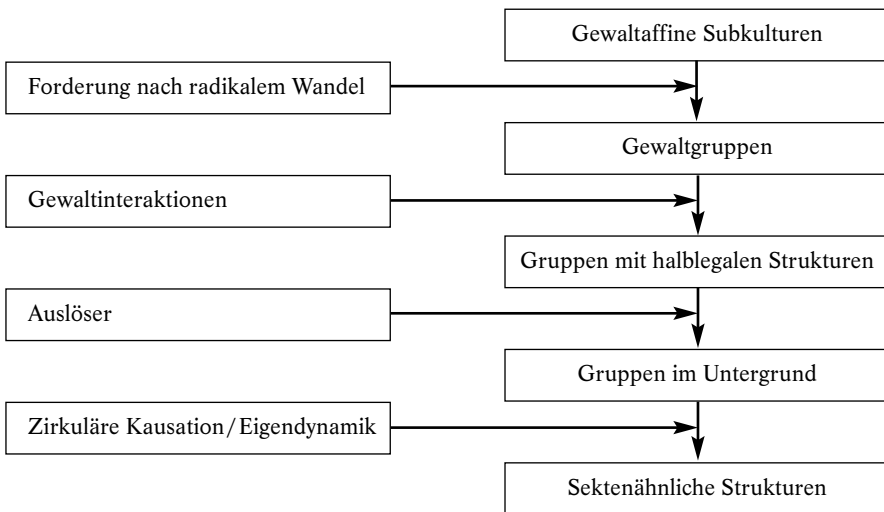 Gewaltaffine Subkulturen
Forderung nach radikalem Wandel
Gewaltgruppen
Gewaltinteraktionen
Gruppen mit halblegalen Strukturen
Auslöser
Gruppen im Untergrund
Zirkuläre Kausation/Eigendynamik
Sektenähnliche Strukturen